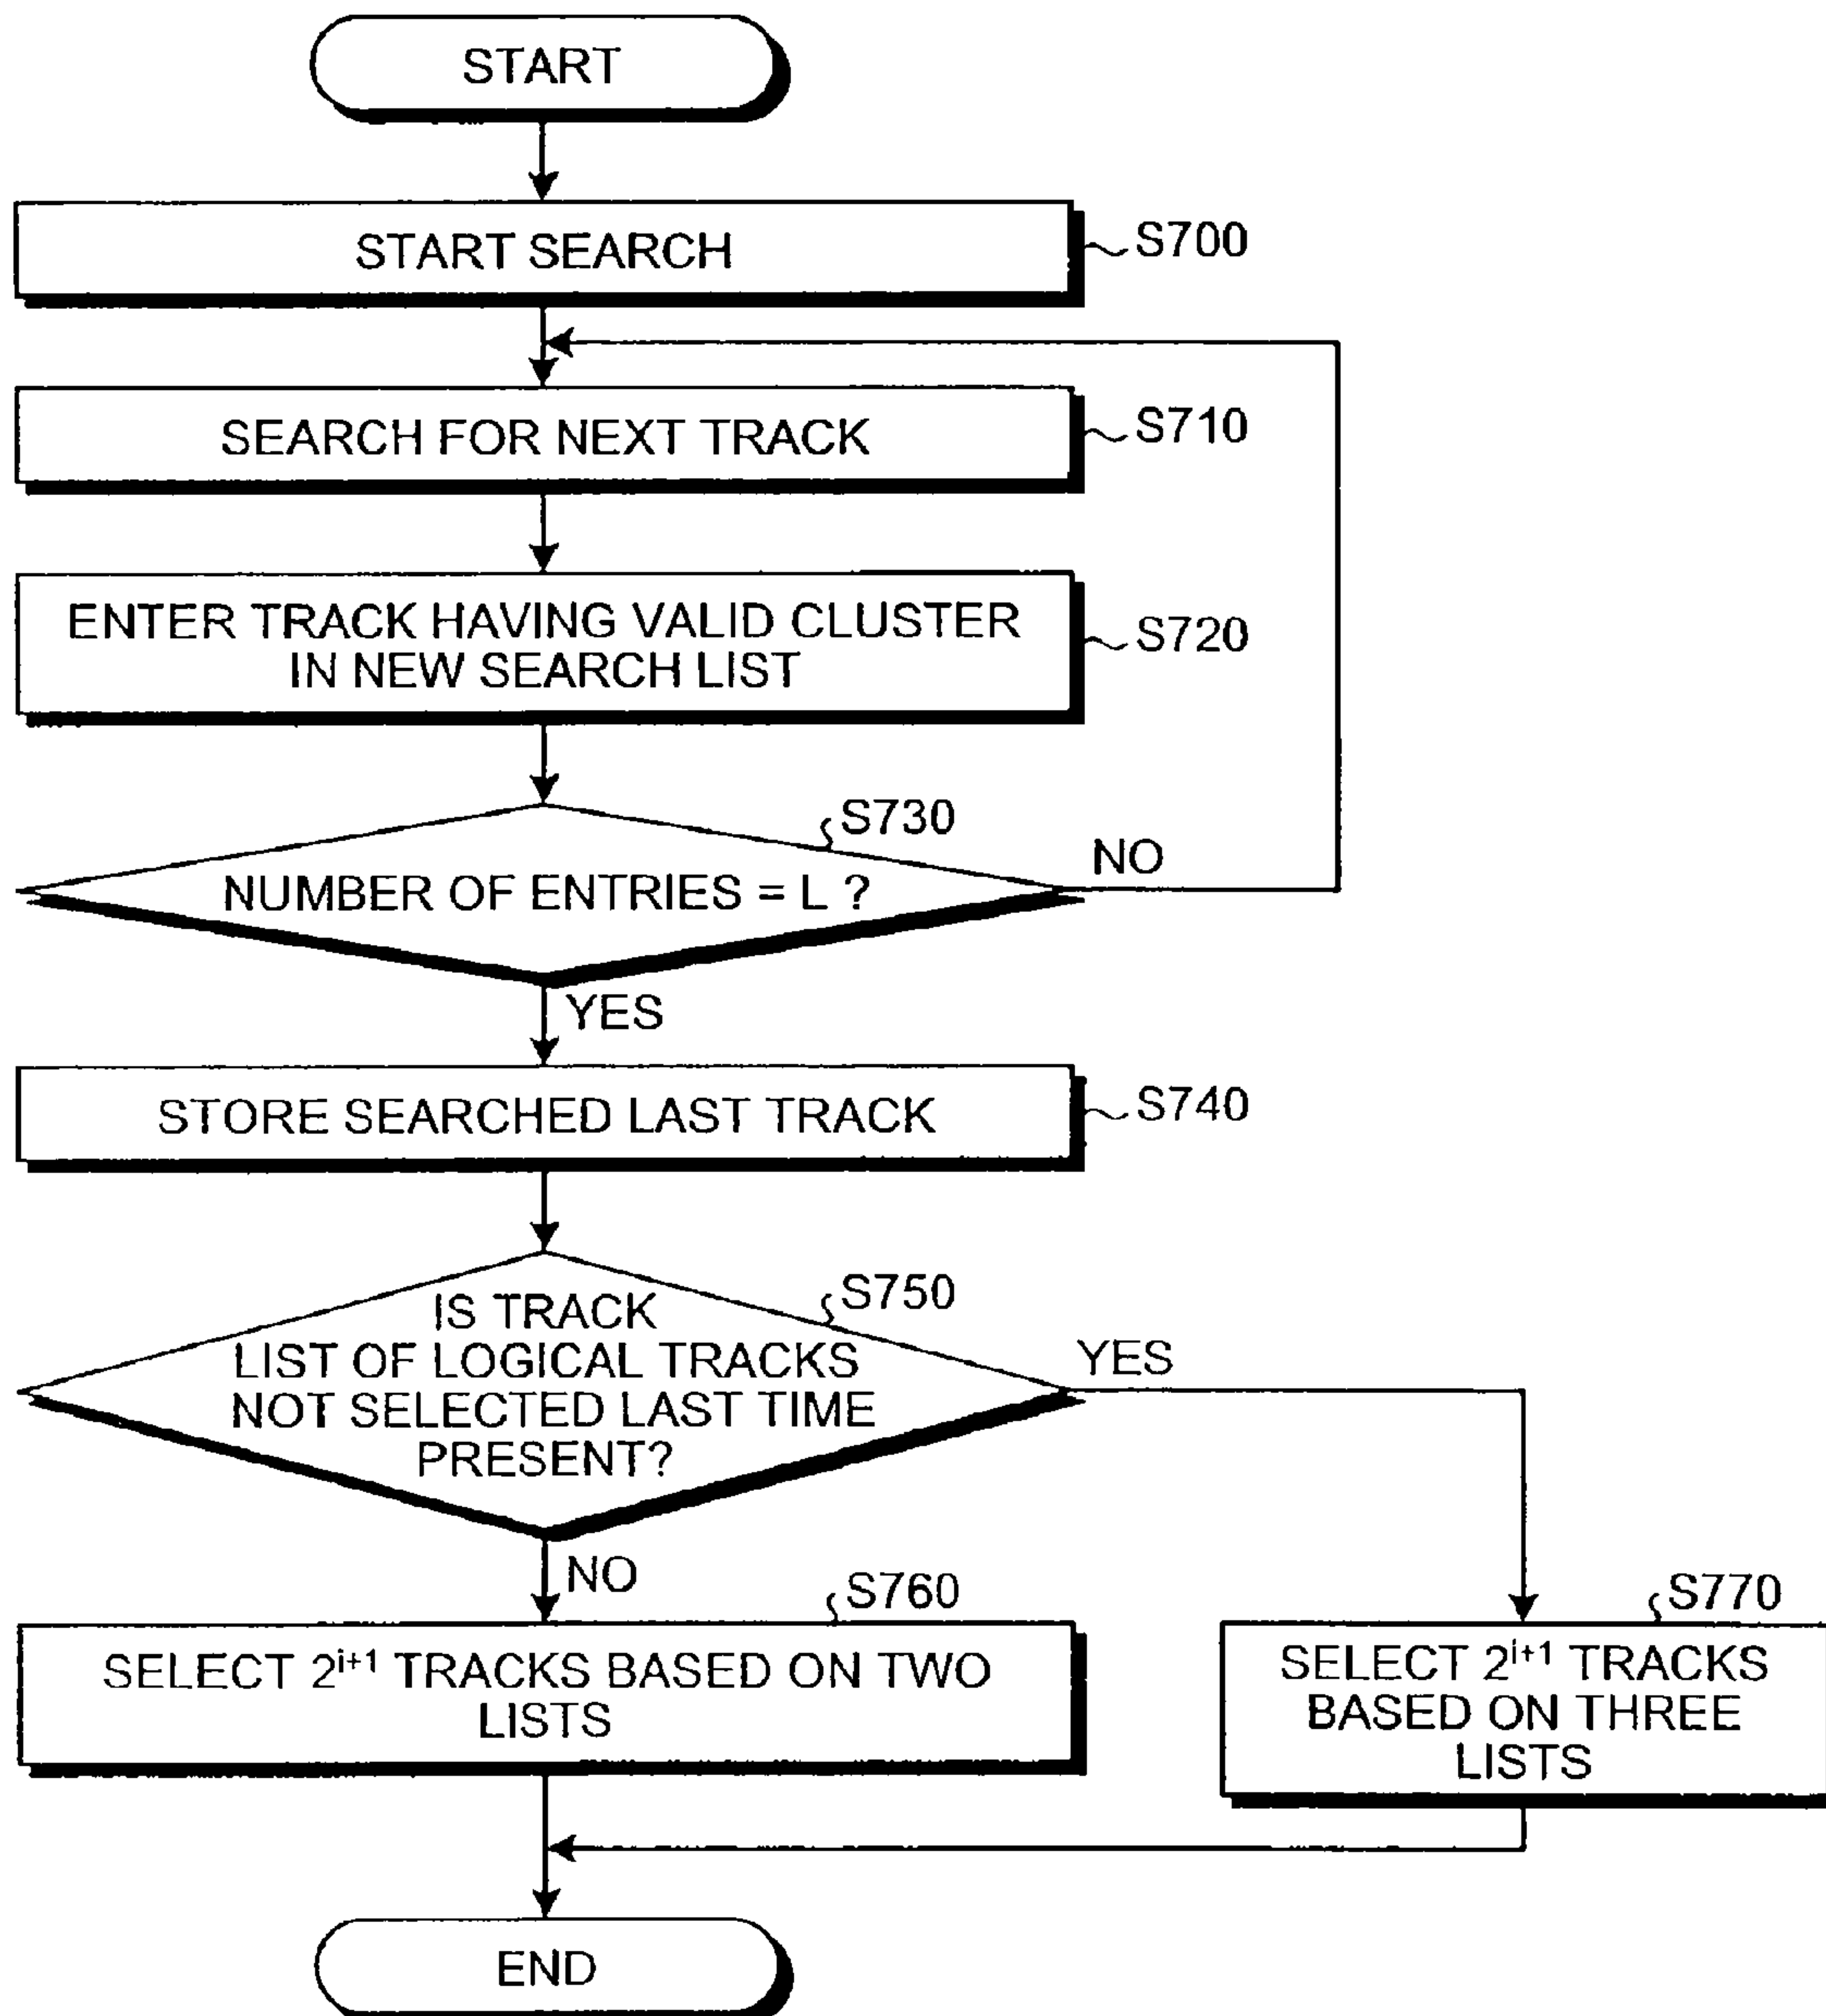 START
START SEARCH
S700
SEARCH FOR NEXT TRACK
S710
ENTER TRACK HAVING VALID CLUSTER
IN NEW SEARCH LIST
S720
S730
NUMBER OF ENTRIES = L ?
NO
YES
STORE SEARCHED LAST TRACK
S740
S750
IS TRACK
LIST OF LOGICAL TRACKS
NOT SELECTED LAST TIME
PRESENT?
YES
NO
S760
SELECT 2^{i+1} TRACKS BASED ON TWO
LISTS
S770
SELECT 2^{i+1} TRACKS
BASED ON THREE
LISTS
END